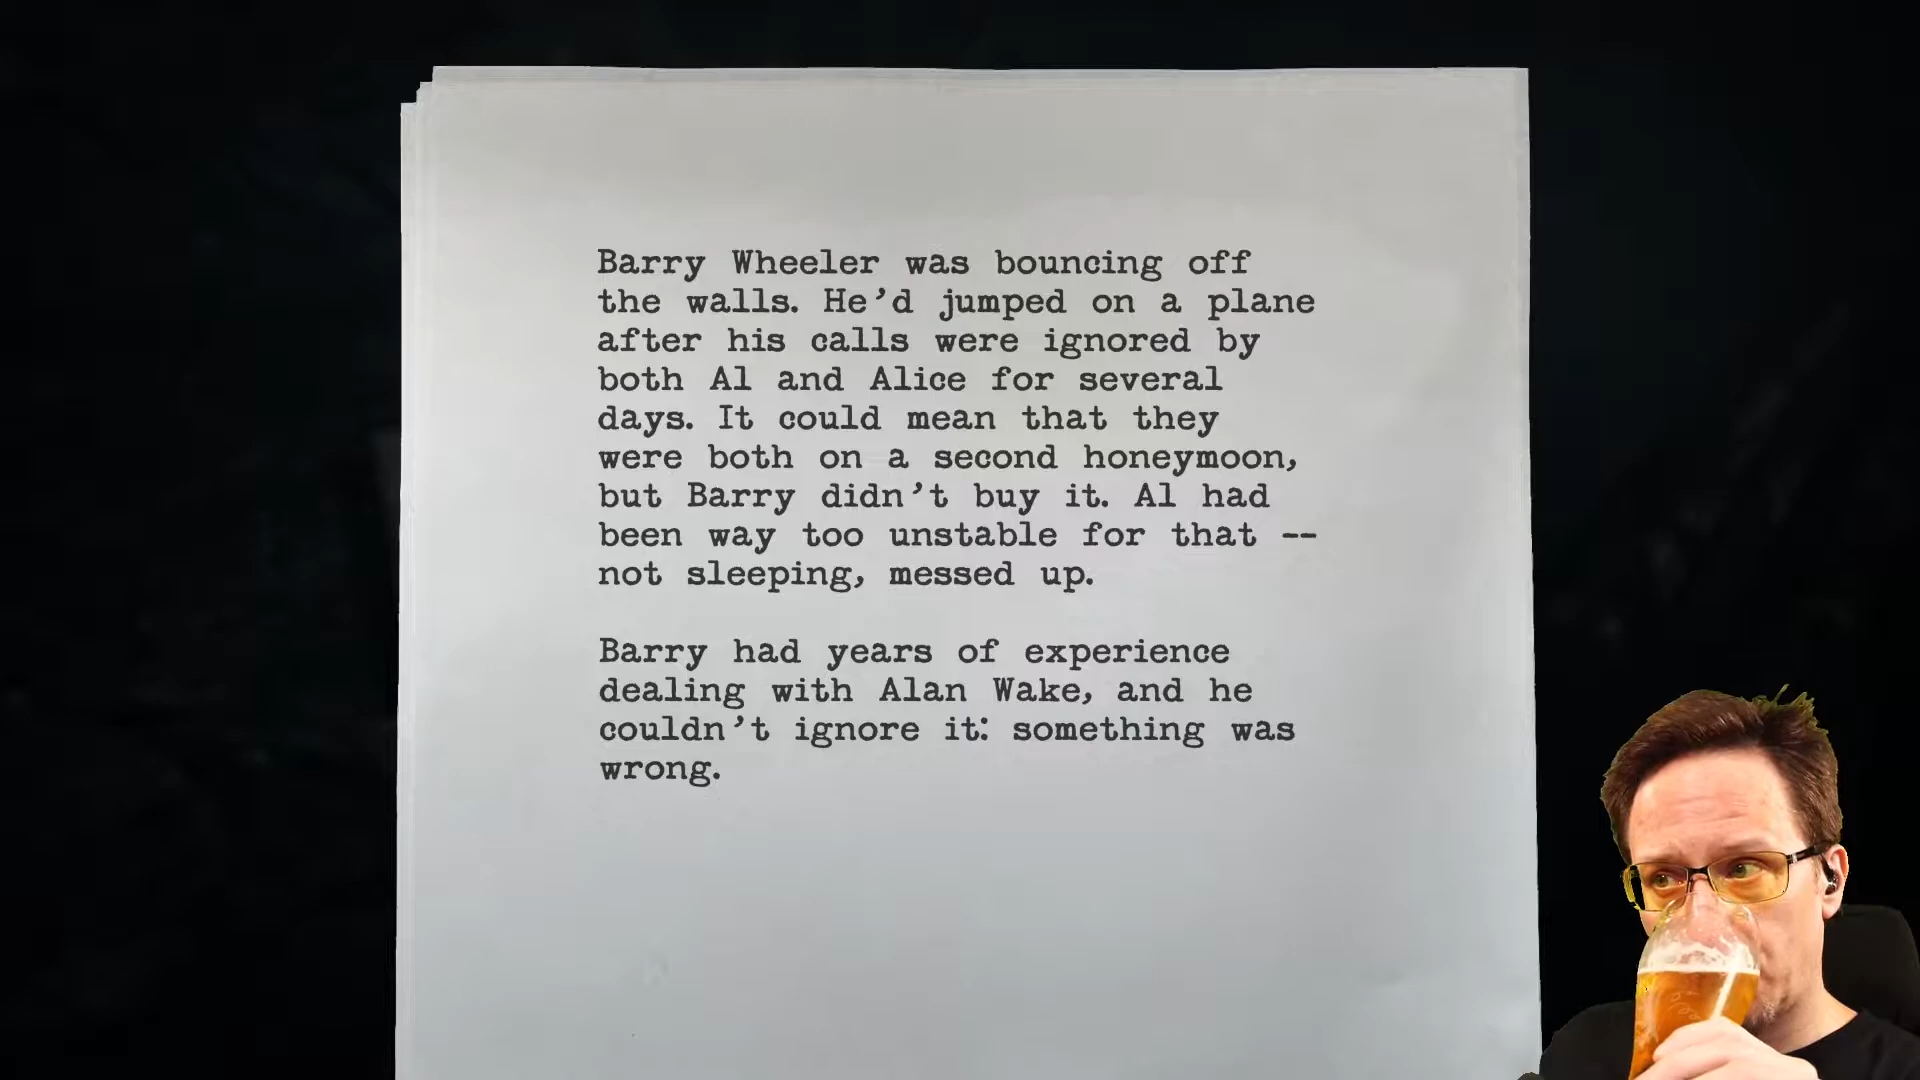 Barry Wheeler was bouncing off
the walls. He’d jumped on a plane
after his calls were ignored by
both Al and Alice for several
days. It could mean that they
were both on a second honeymoon,
but Barry didn’t buy it. Al had
been way too unstable for that --
not sleeping, messed up.
Barry had years of experience
dealing with Alan Wake, and he
couldn’t ignore it: something was
wrong.